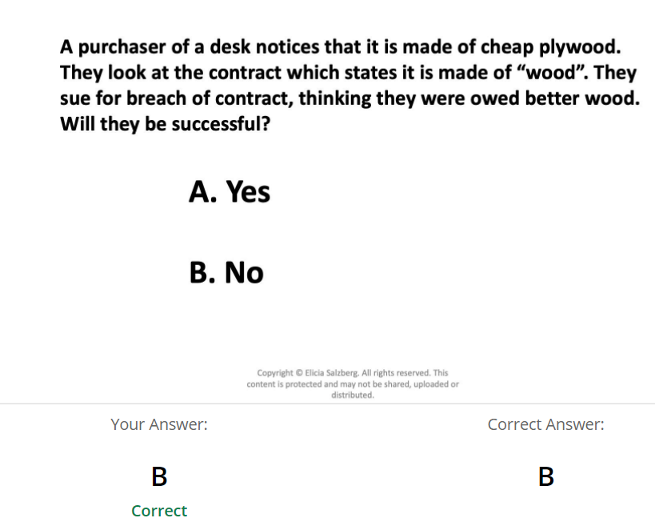 A purchaser of a desk notices that it is made of cheap plywood.
They look at the contract which states it is made of “wood”. They
sue for breach of contract, thinking they were owed better wood.
Will they be successful?
A. Yes
B. No
Copyright © Elicia Salzberg. All rights reserved. This
content is protected and may not be shared, uploaded or
distributed.
Your Answer:
Correct Answer:
B
B
Correct